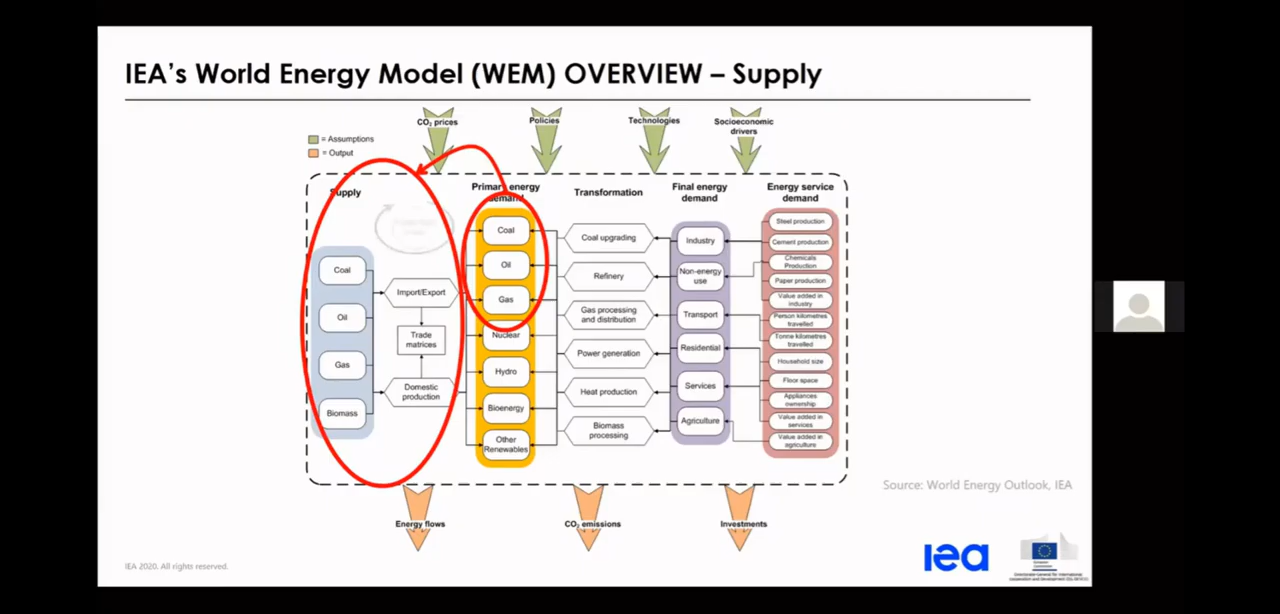 IEA's World Energy Model (WEM) OVERVIEW – Supply
CO₂ prices
Policies
Technologies
Socioeconomic
drivers
= Assumptions
= Output
Supply
Primary energy
demand
Transformation
Final energy
demand
Energy service
demand
Coal
Oil
Gas
Biomass
Import/Export
Trade
matrices
Domestic
production
Coal
Oil
Gas
Nuclear
Hydro
Bioenergy
Other
Renewables
Coal upgrading
Refinery
Gas processing
and distribution
Power generation
Heat production
Biomass
processing
Industry
Non-energy
use
Transport
Residential
Services
Agriculture
Steel production
Cement production
Chemicals
Production
Paper production
Value added in
industry
Person kilometres
travelled
Tonne kilometres
travelled
Household size
Floor space
Appliances
ownership
Value added in
services
Value added in
agriculture
Energy flows
CO₂ emissions
Investments
Source: World Energy Outlook, IEA
IEA 2020. All rights reserved.
iea